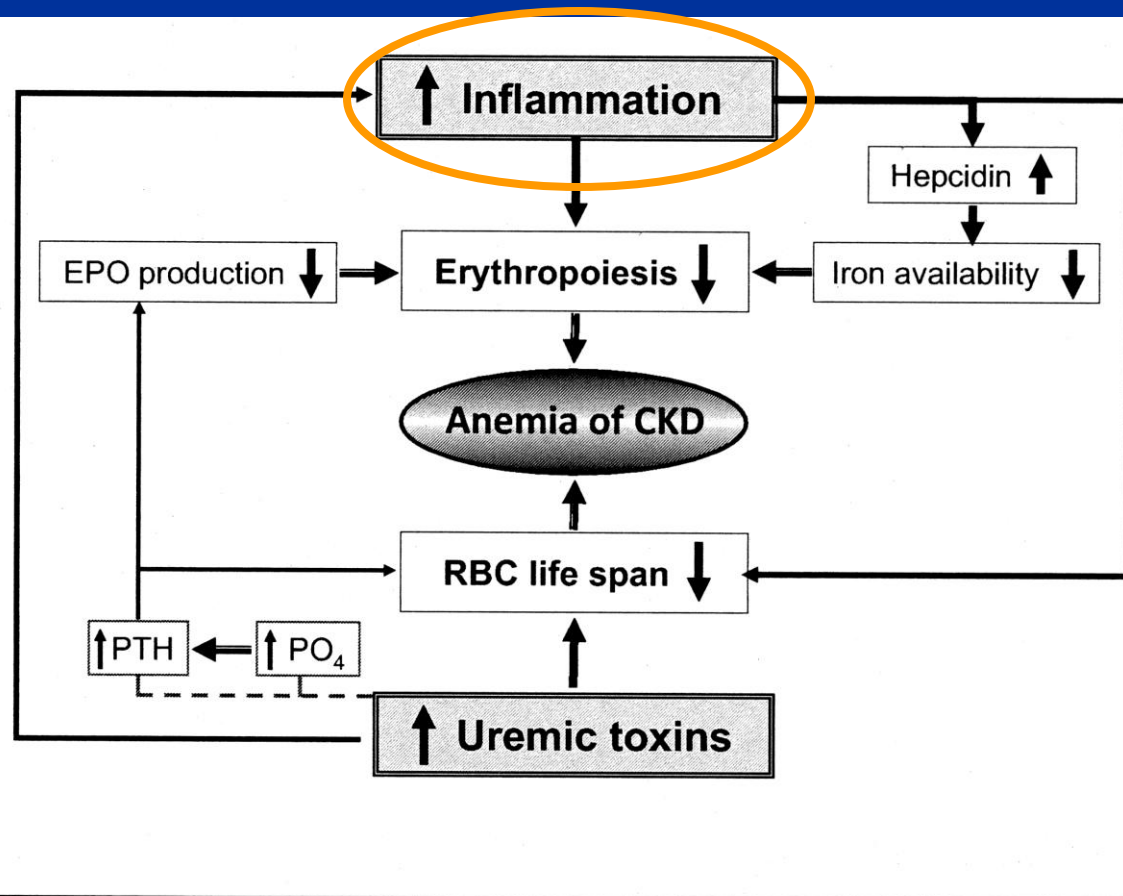 ↑ Inflammation
Hepcidin ↑
EPO production ↓
Erythropoiesis ↓
Iron availability ↓
Anemia of CKD
RBC life span ↓
↑PTH
↑ PO₄
↑ Uremic toxins